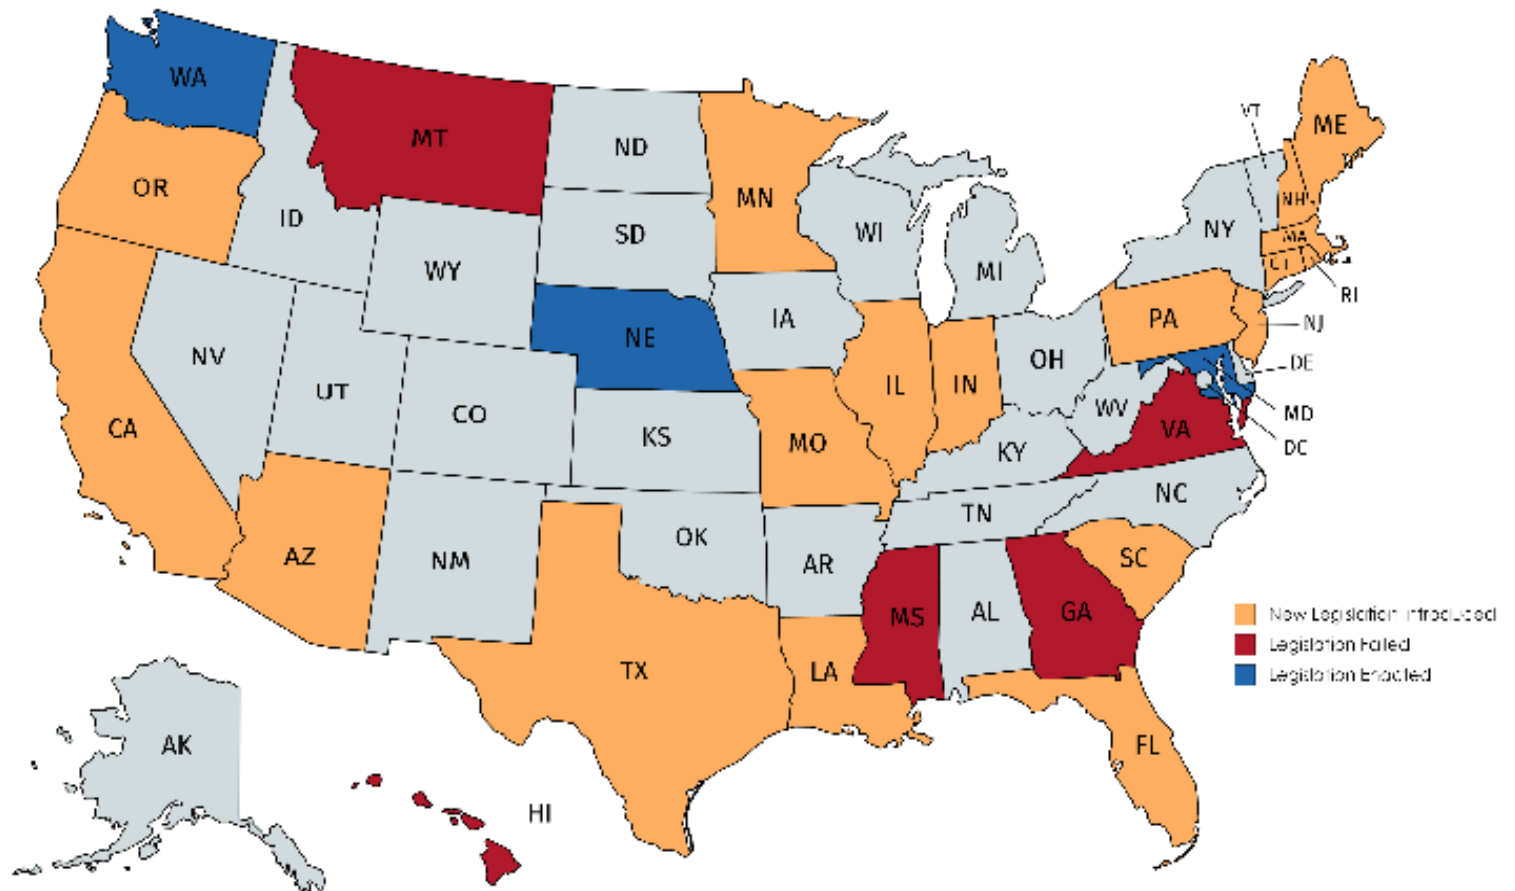 WA
MT
ND
MN
ME
VT
OR
ID
SD
WI
MI
NY
NH
MA
CT
RI
WY
IA
NE
PA
NJ
NV
UT
CO
KS
MO
IL
IN
OH
WV
VA
DE
MD
DC
CA
AZ
NM
OK
AR
TN
KY
NC
SC
MS
AL
GA
TX
LA
FL
AK
HI
New Legislation Introduced
Legislation Failed
Legislation Enacted